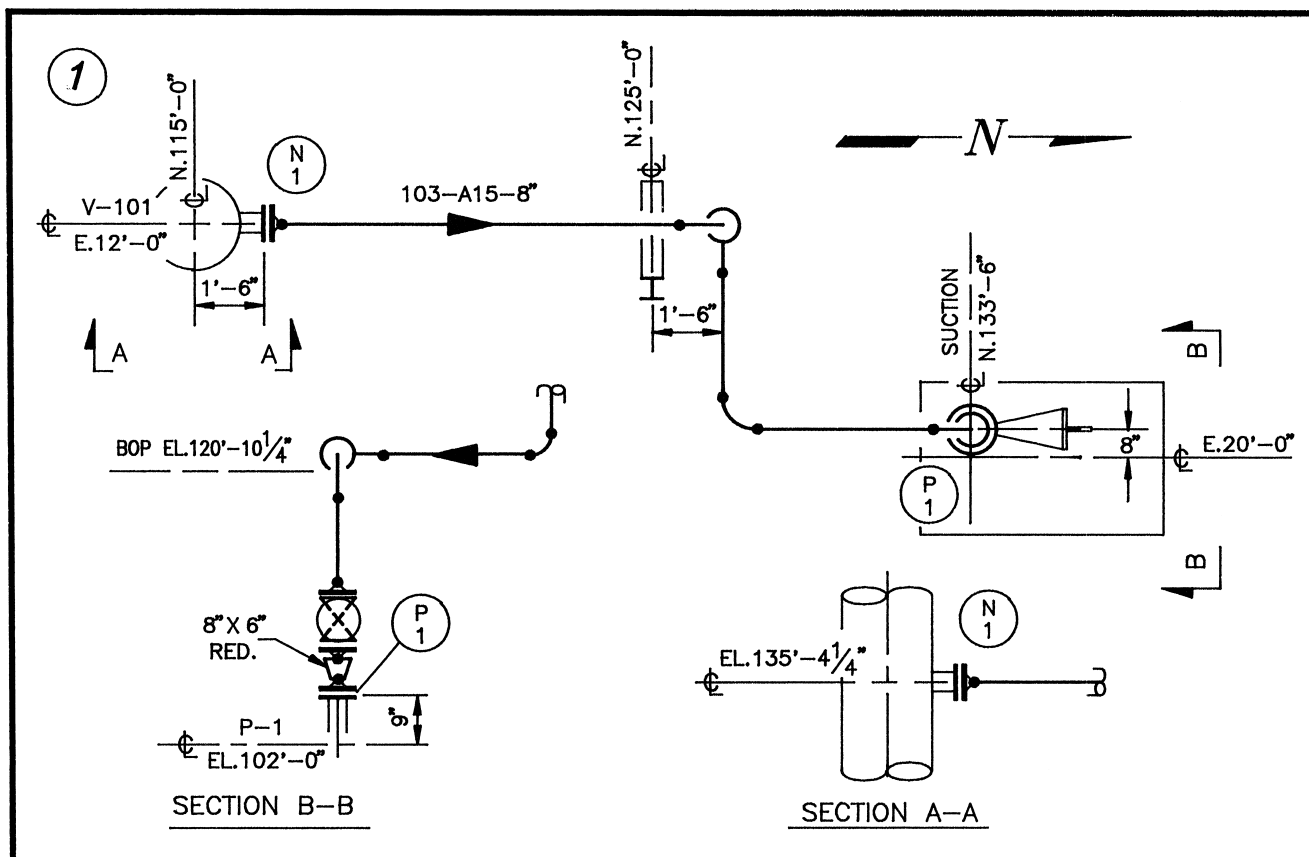 1
N.115'-0"
N
1
V-101
E.12'-0"
103-A15-8"
N.125'-0"
N
1'-6"
1'-6"
A
A
SUCTION
N.133'-6"
B
8"
E.20'-0"
P
1
B
BOP EL.120'-10 1/4"
8" X 6"
RED.
P
1
9"
P-1
EL.102'-0"
SECTION B-B
N
1
EL.135'-4 1/4"
SECTION A-A